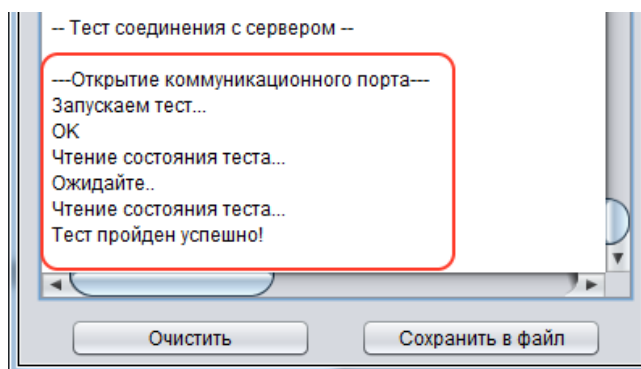 -- Тест соединения с сервером --
---Открытие коммуникационного порта---
Запускаем тест...
ОК
Чтение состояния теста...
Ожидайте..
Чтение состояния теста...
Тест пройден успешно!
Очистить
Сохранить в файл